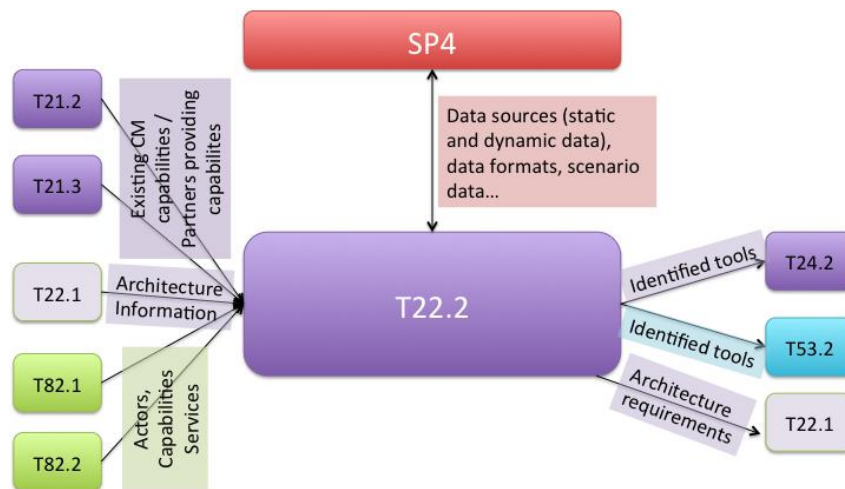 SP4
T21.2
T21.3
T22.1
T82.1
T82.2
Existing CM
capabilities /
Partners providing
capabilites
Architecture
Information
Actors,
Capabilities
Services
Data sources (static
and dynamic data),
data formats, scenario
data...
T22.2
Identified tools
Identified tools
Architecture
requirements
T24.2
T53.2
T22.1